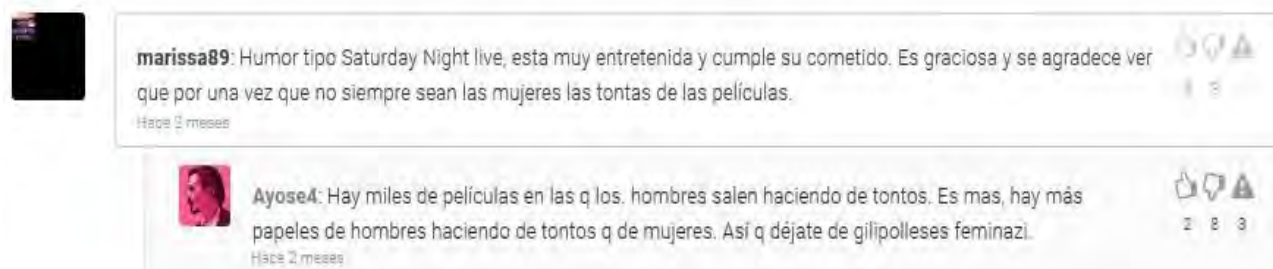 marissa89: Humor tipo Saturday Night live, esta muy entretenida y cumple su cometido. Es graciosa y se agradece ver
que por una vez que no siempre sean las mujeres las tontas de las películas.
Hace 2 meses
Ayose4: Hay miles de películas en las q los. hombres salen haciendo de tontos. Es mas, hay más
papeles de hombres haciendo de tontos q de mujeres. Así q déjate de gilipolleses feminazi.
2 8 3
Hace 2 meses